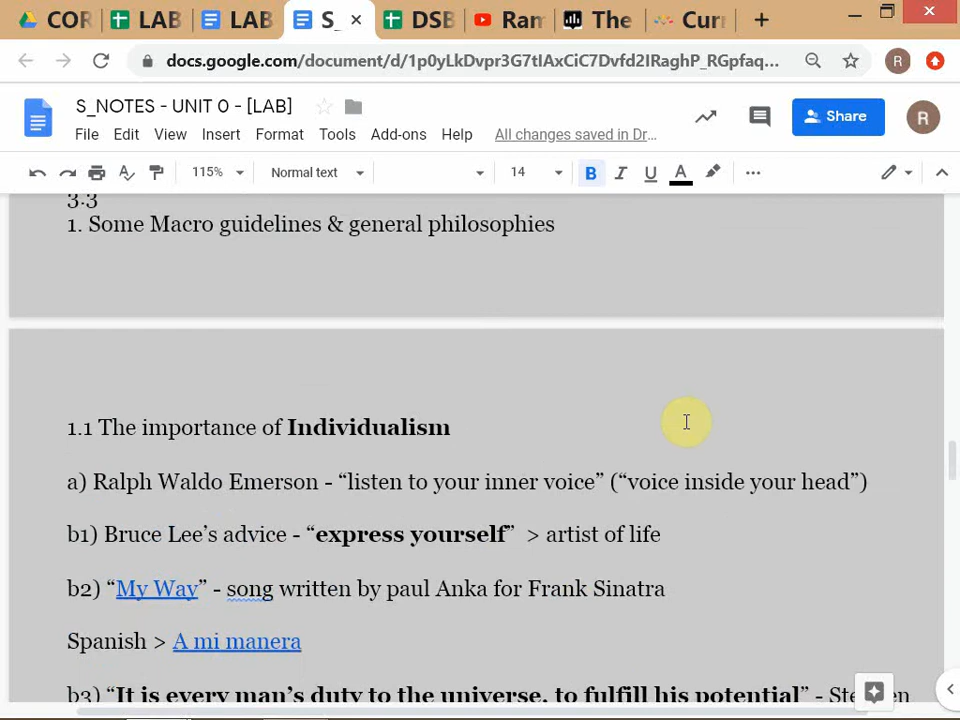 COR LAB LAB S_ DSB Ram The Curr
docs.google.com/document/d/1p0yLkDvpr3G7tIAxCiC7Dvfd2IRaghP_RGpfaq... R
S_NOTES - UNIT 0 - [LAB] Share R
File Edit View Insert Format Tools Add-ons Help All changes saved in Dr...
115% Normal text 14 B I U A
3.3
1. Some Macro guidelines & general philosophies
1.1 The importance of Individualism
a) Ralph Waldo Emerson - “listen to your inner voice” (“voice inside your head”)
b1) Bruce Lee’s advice - “express yourself” > artist of life
b2) “My Way” - song written by paul Anka for Frank Sinatra
Spanish > A mi manera
b3) “It is every man’s duty to the universe, to fulfill his potential” -